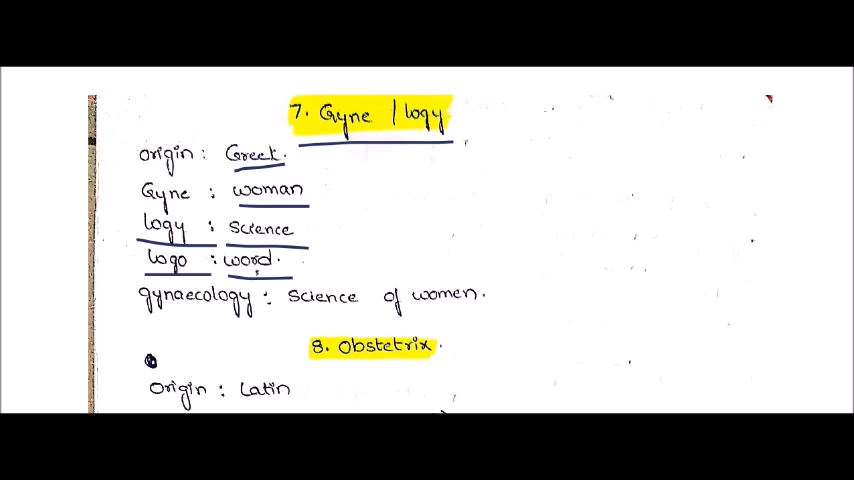 7. Gyne / logy
origin : Greek.
Gyne : woman
logy : science
logo : word.
gynaecology : science of women.
8. Obstetrix.
Origin : Latin